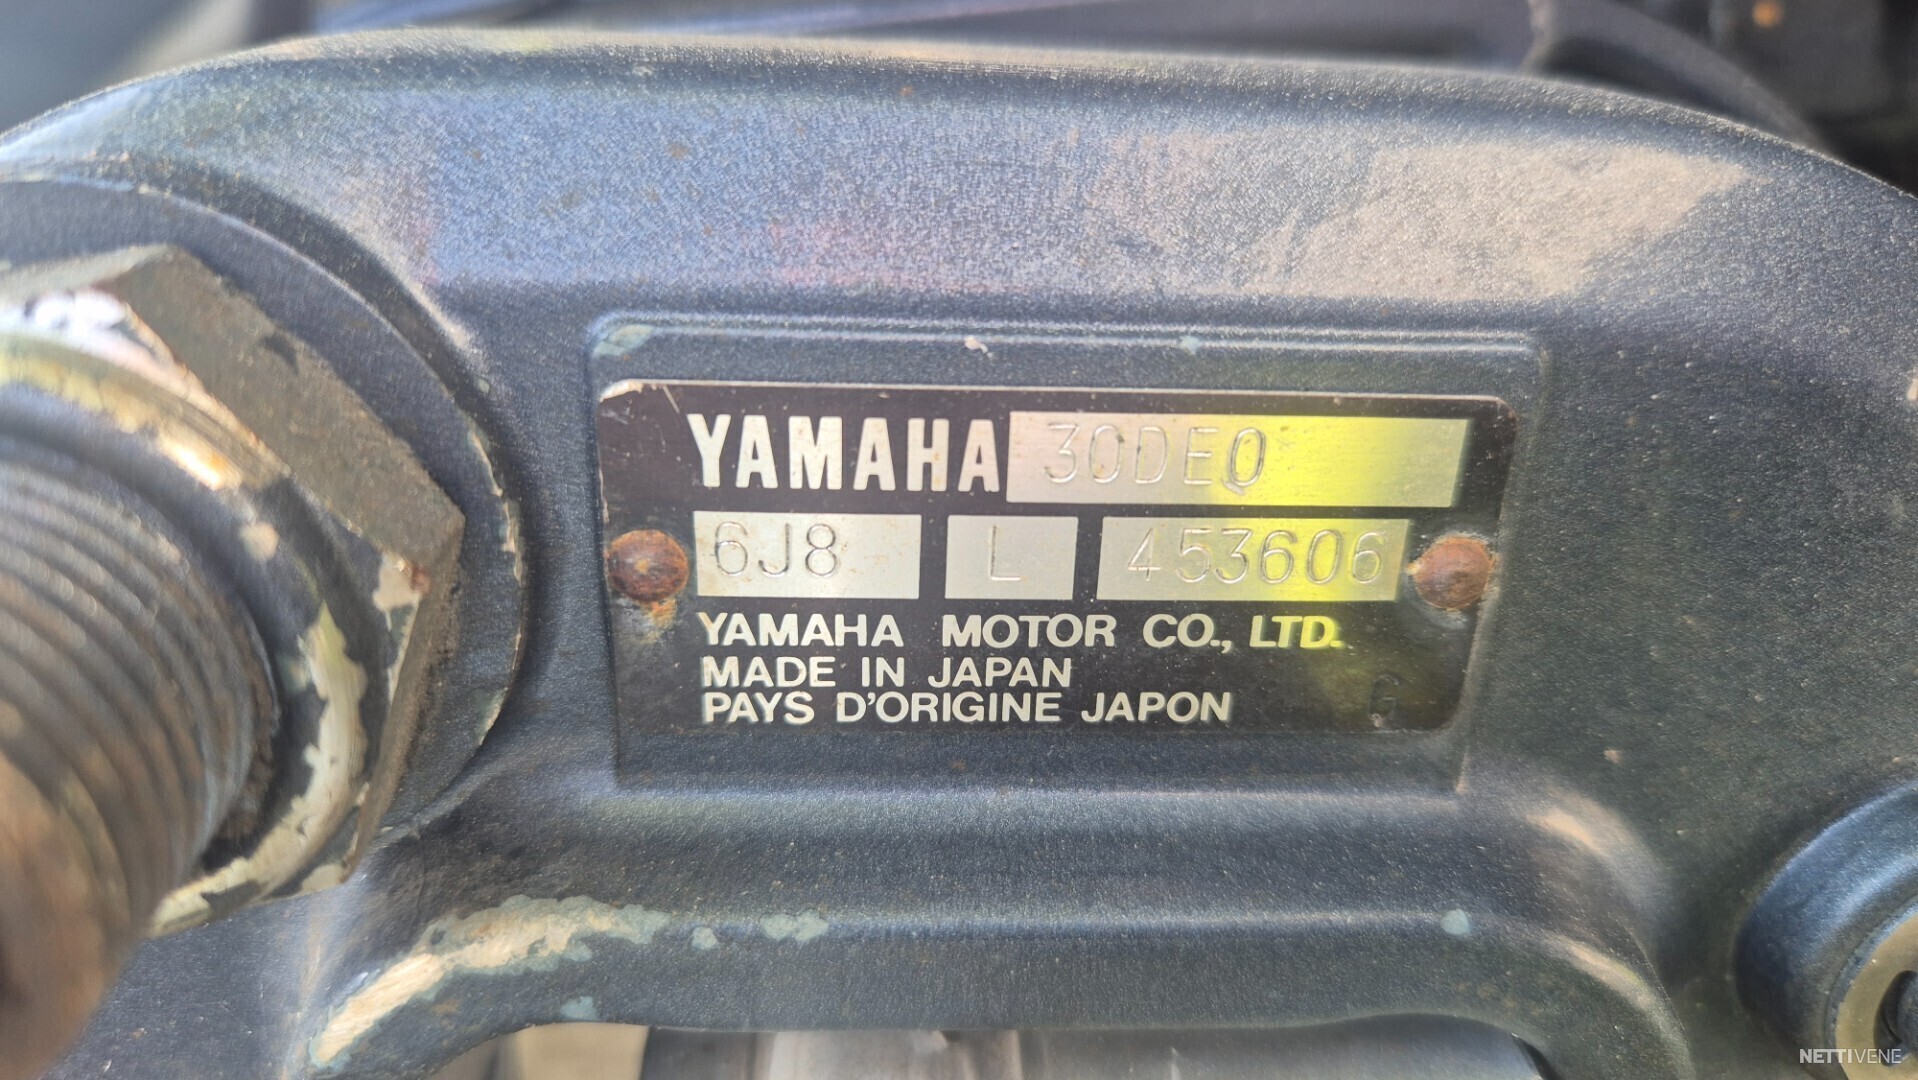 YAMAHA 30DEO
6J8 L 453606
YAMAHA MOTOR CO., LTD.
MADE IN JAPAN
PAYS D'ORIGINE JAPON G
NETTIVENE